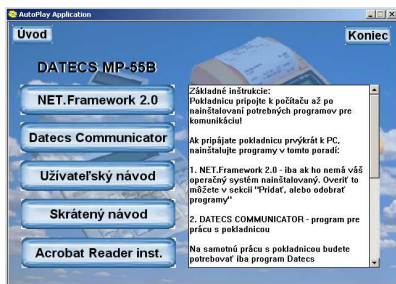 AutoPlay Application
Úvod
Koniec
DATECS MP-55B
NET.Framework 2.0
Datecs Communicator
Užívateľský návod
Skrátený návod
Acrobat Reader inst.
Základné inštrukcie:
Pokladnicu pripojte k počítaču až po
nainštalovaní potrebných programov pre
komunikáciu!
Ak pripájate pokladnicu prvýkrát k PC,
nainštalujte programy v tomto poradí:
1. NET.Framework 2.0 - iba ak ho nemá váš
operačný systém nainštalovaný. Overiť to
môžete v sekcii "Pridať, alebo odobrať
programy"
2. DATECS COMMUNICATOR - program pre
prácu s pokladnicou
Na samotnú prácu s pokladnicou budete
potrebovať iba program Datecs